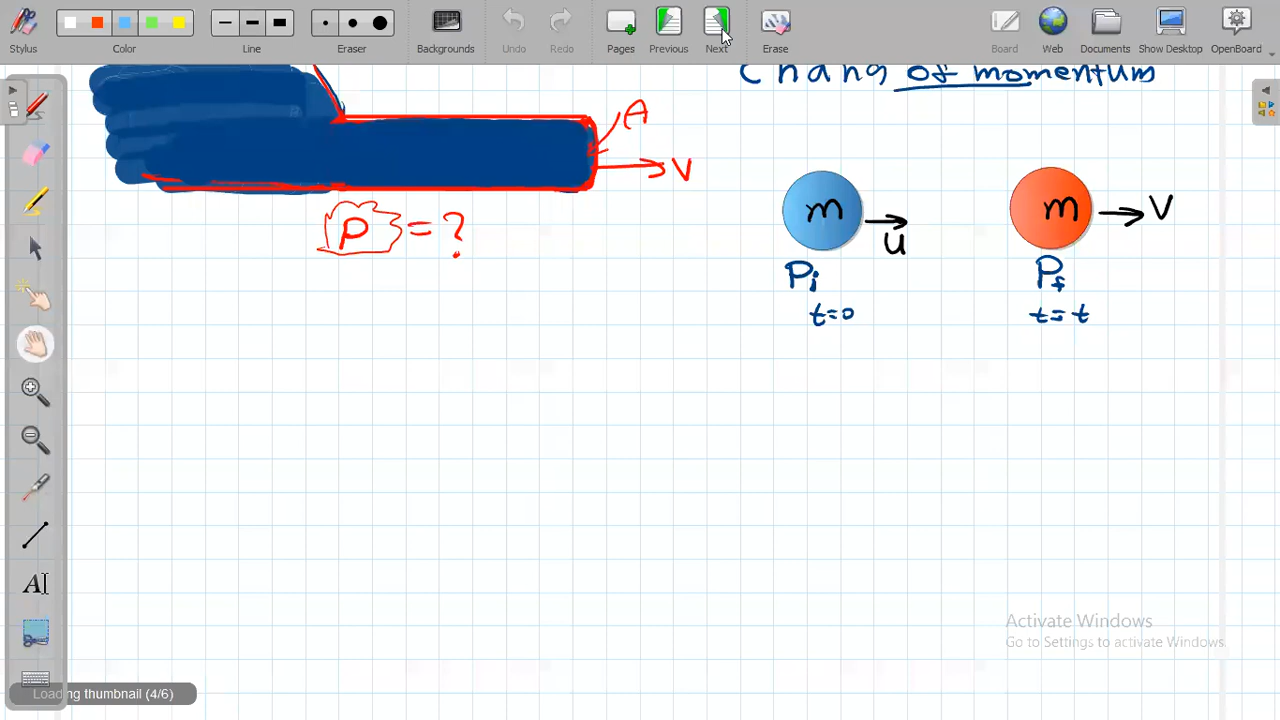 Stylus
Color
Line
Eraser
Backgrounds
Undo
Redo
Pages
Previous
Next
Erase
Board
Web
Documents
Show Desktop
OpenBoard
Chang of momentum
A
V
P = ?
m
U
Pi
t=0
m
V
Pf
t=t
Activate Windows
Go to Settings to activate Windows.
Loading thumbnail (4/6)